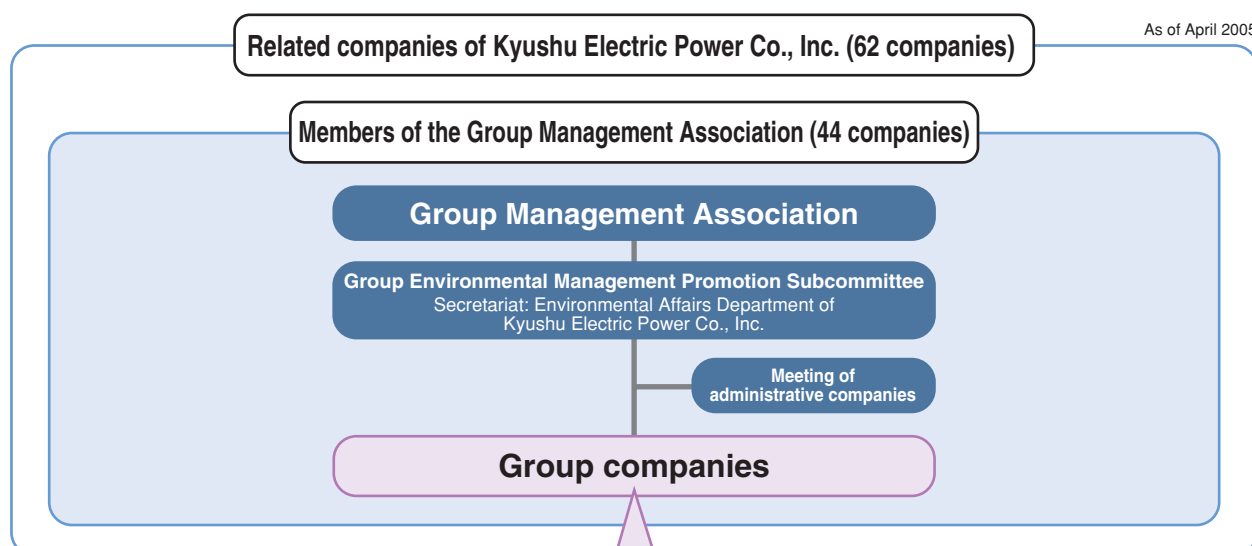 As of April 2005
Related companies of Kyushu Electric Power Co., Inc. (62 companies)
Members of the Group Management Association (44 companies)
Group Management Association
Group Environmental Management Promotion Subcommittee
Secretariat: Environmental Affairs Department of
Kyushu Electric Power Co., Inc.
Meeting of
administrative companies
Group companies